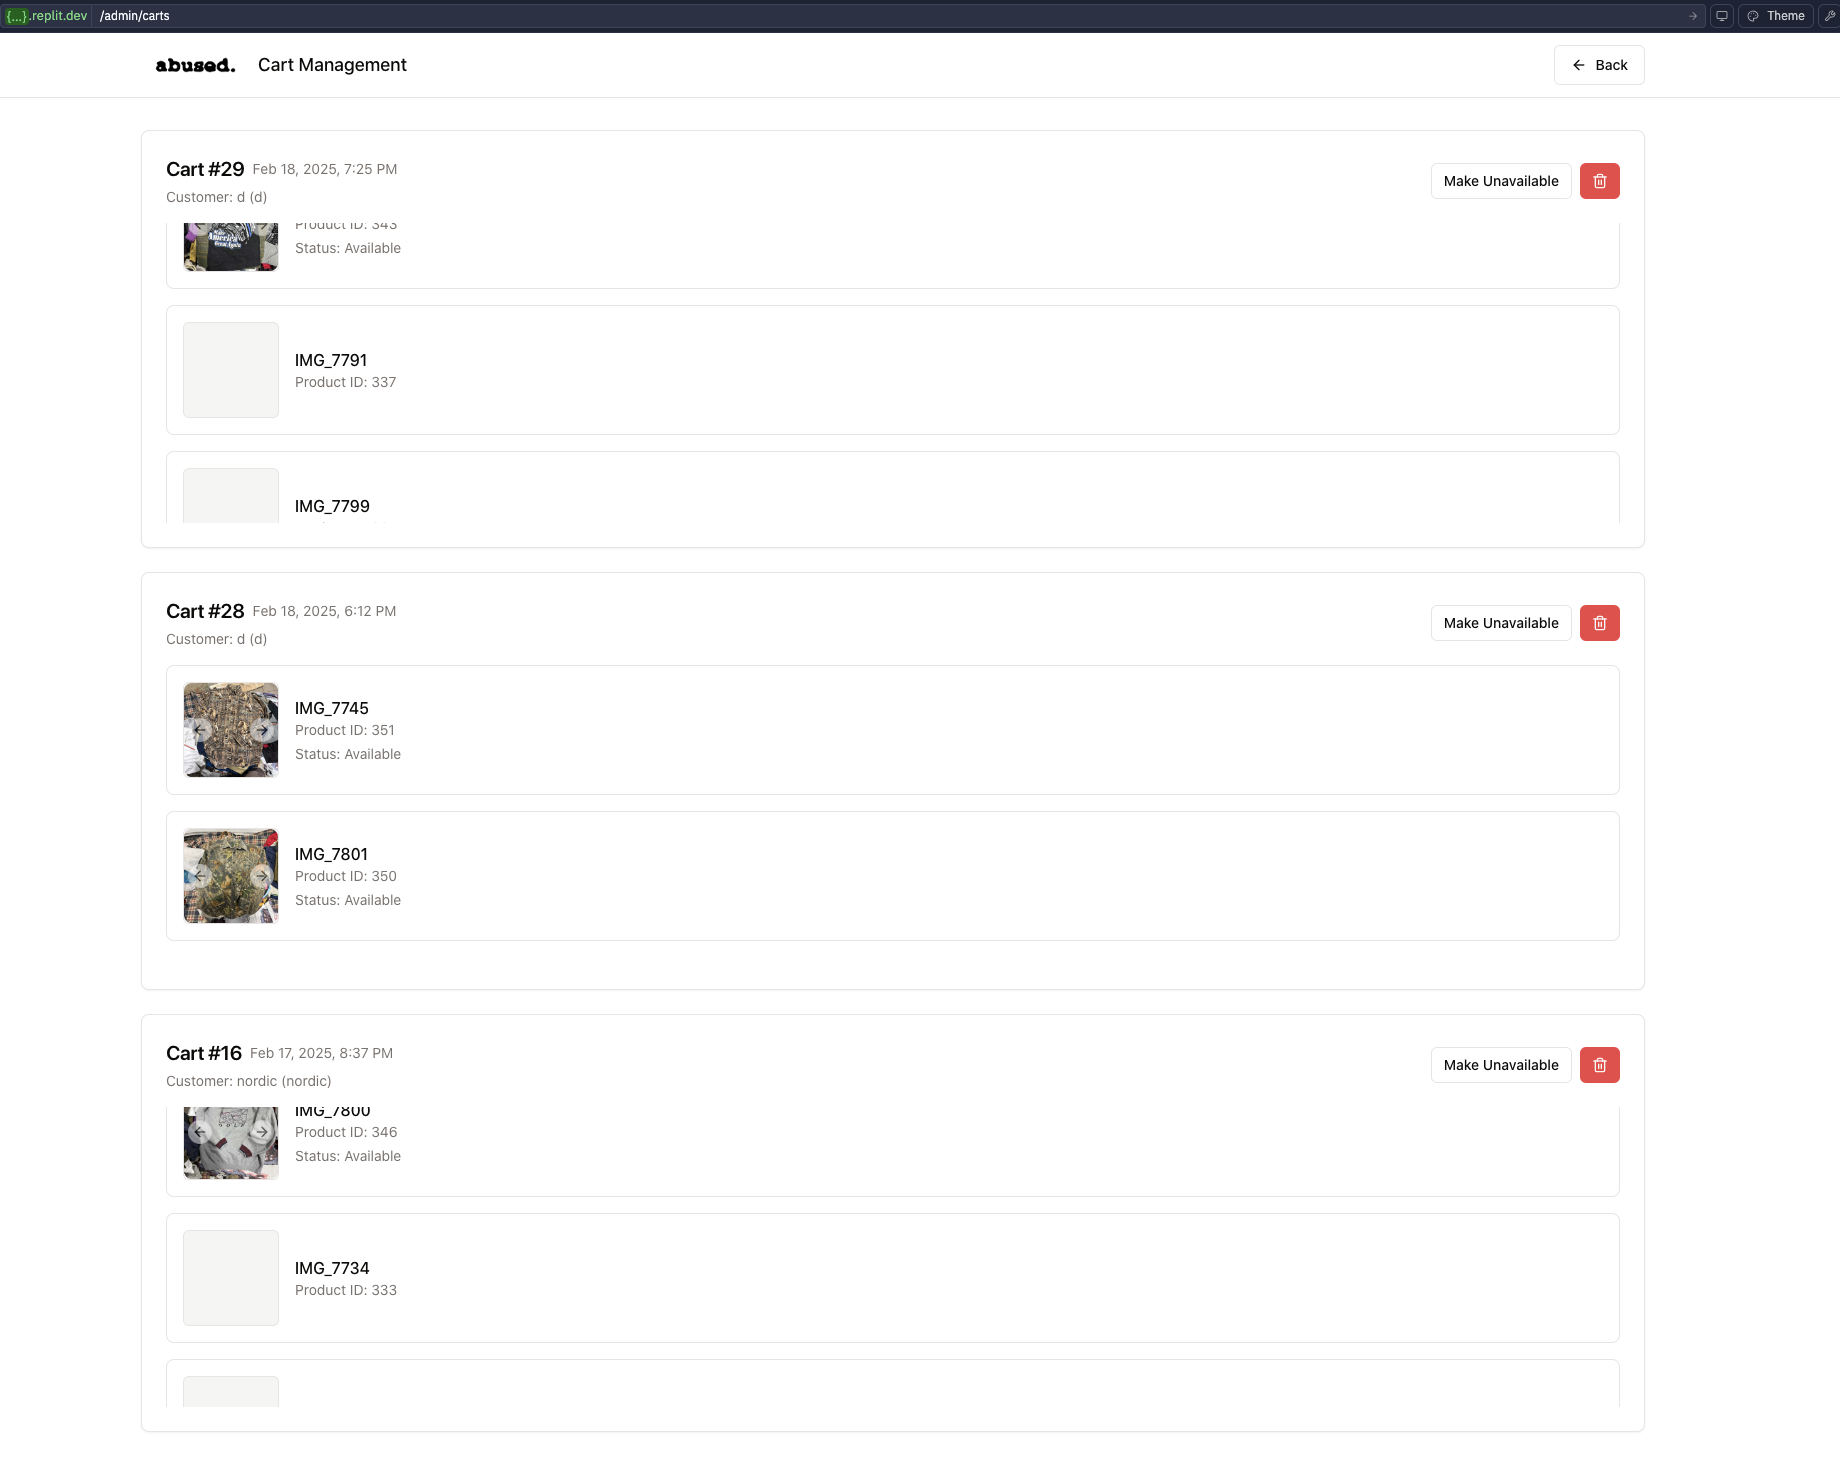 {...}.replit.dev /admin/carts Theme
abused. Cart Management Back
Cart #29 Feb 18, 2025, 7:25 PM
Make Unavailable
Customer: d (d)
America
Product ID: 343
Status: Available
IMG_7791
Product ID: 337
IMG_7799
Cart #28 Feb 18, 2025, 6:12 PM
Make Unavailable
Customer: d (d)
IMG_7745
Product ID: 351
Status: Available
IMG_7801
Product ID: 350
Status: Available
Cart #16 Feb 17, 2025, 8:37 PM
Make Unavailable
Customer: nordic (nordic)
IMG_7800
Product ID: 346
Status: Available
IMG_7734
Product ID: 333